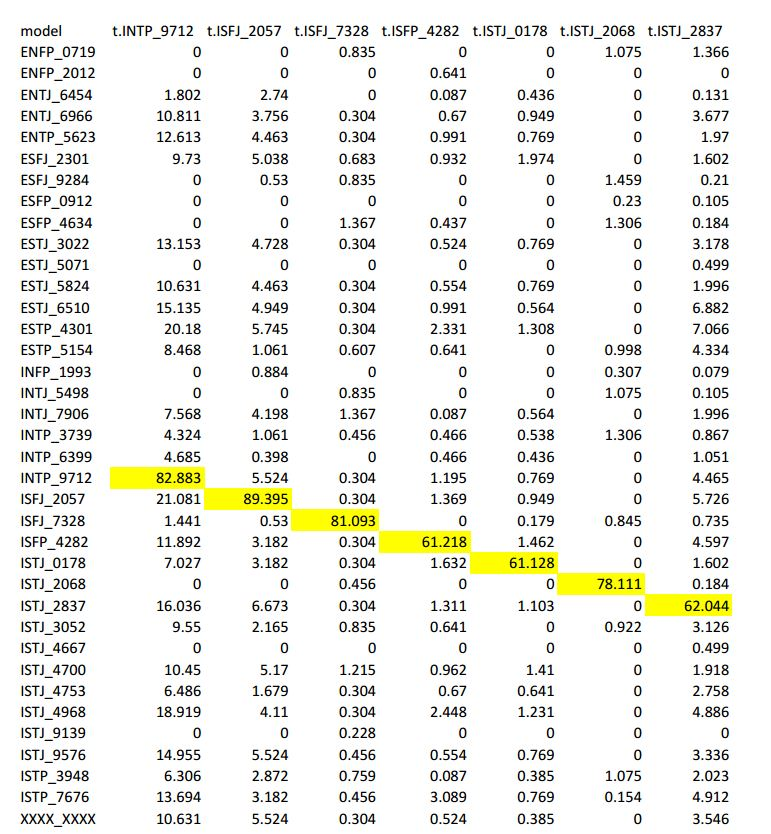 model t.INTP_9712 t.ISFJ_2057 t.ISFJ_7328 t.ISFP_4282 t.ISTJ_0178 t.ISTJ_2068 t.ISTJ_2837
ENFP_0719 0 0 0.835 0 0 1.075 1.366
ENFP_2012 0 0 0 0.641 0 0 0
ENTJ_6454 1.802 2.74 0 0.087 0.436 0 0.131
ENTJ_6966 10.811 3.756 0.304 0.67 0.949 0 3.677
ENTP_5623 12.613 4.463 0.304 0.991 0.769 0 1.97
ESFJ_2301 9.73 5.038 0.683 0.932 1.974 0 1.602
ESFJ_9284 0 0.53 0.835 0 0 1.459 0.21
ESFP_0912 0 0 0 0 0 0.23 0.105
ESFP_4634 0 0 1.367 0.437 0 1.306 0.184
ESTJ_3022 13.153 4.728 0.304 0.524 0.769 0 3.178
ESTJ_5071 0 0 0 0 0 0 0.499
ESTJ_5824 10.631 4.463 0.304 0.554 0.769 0 1.996
ESTJ_6510 15.135 4.949 0.304 0.991 0.564 0 6.882
ESTP_4301 20.18 5.745 0.304 2.331 1.308 0 7.066
ESTP_5154 8.468 1.061 0.607 0.641 0 0.998 4.334
INFP_1993 0 0.884 0 0 0 0.307 0.079
INTJ_5498 0 0 0.835 0 0 1.075 0.105
INTJ_7906 7.568 4.198 1.367 0.087 0.564 0 1.996
INTP_3739 4.324 1.061 0.456 0.466 0.538 1.306 0.867
INTP_6399 4.685 0.398 0 0.466 0.436 0 1.051
INTP_9712 82.883 5.524 0.304 1.195 0.769 0 4.465
ISFJ_2057 21.081 89.395 0.304 1.369 0.949 0 5.726
ISFJ_7328 1.441 0.53 81.093 0 0.179 0.845 0.735
ISFP_4282 11.892 3.182 0.304 61.218 1.462 0 4.597
ISTJ_0178 7.027 3.182 0.304 1.632 61.128 0 1.602
ISTJ_2068 0 0 0.456 0 0 78.111 0.184
ISTJ_2837 16.036 6.673 0.304 1.311 1.103 0 62.044
ISTJ_3052 9.55 2.165 0.835 0.641 0 0.922 3.126
ISTJ_4667 0 0 0 0 0 0 0.499
ISTJ_4700 10.45 5.17 1.215 0.962 1.41 0 1.918
ISTJ_4753 6.486 1.679 0.304 0.67 0.641 0 2.758
ISTJ_4968 18.919 4.11 0.304 2.448 1.231 0 4.886
ISTJ_9139 0 0 0.228 0 0 0 0
ISTJ_9576 14.955 5.524 0.456 0.554 0.769 0 3.336
ISTP_3948 6.306 2.872 0.759 0.087 0.385 1.075 2.023
ISTP_7676 13.694 3.182 0.456 3.089 0.769 0.154 4.912
XXXX_XXXX 10.631 5.524 0.304 0.524 0.385 0 3.546